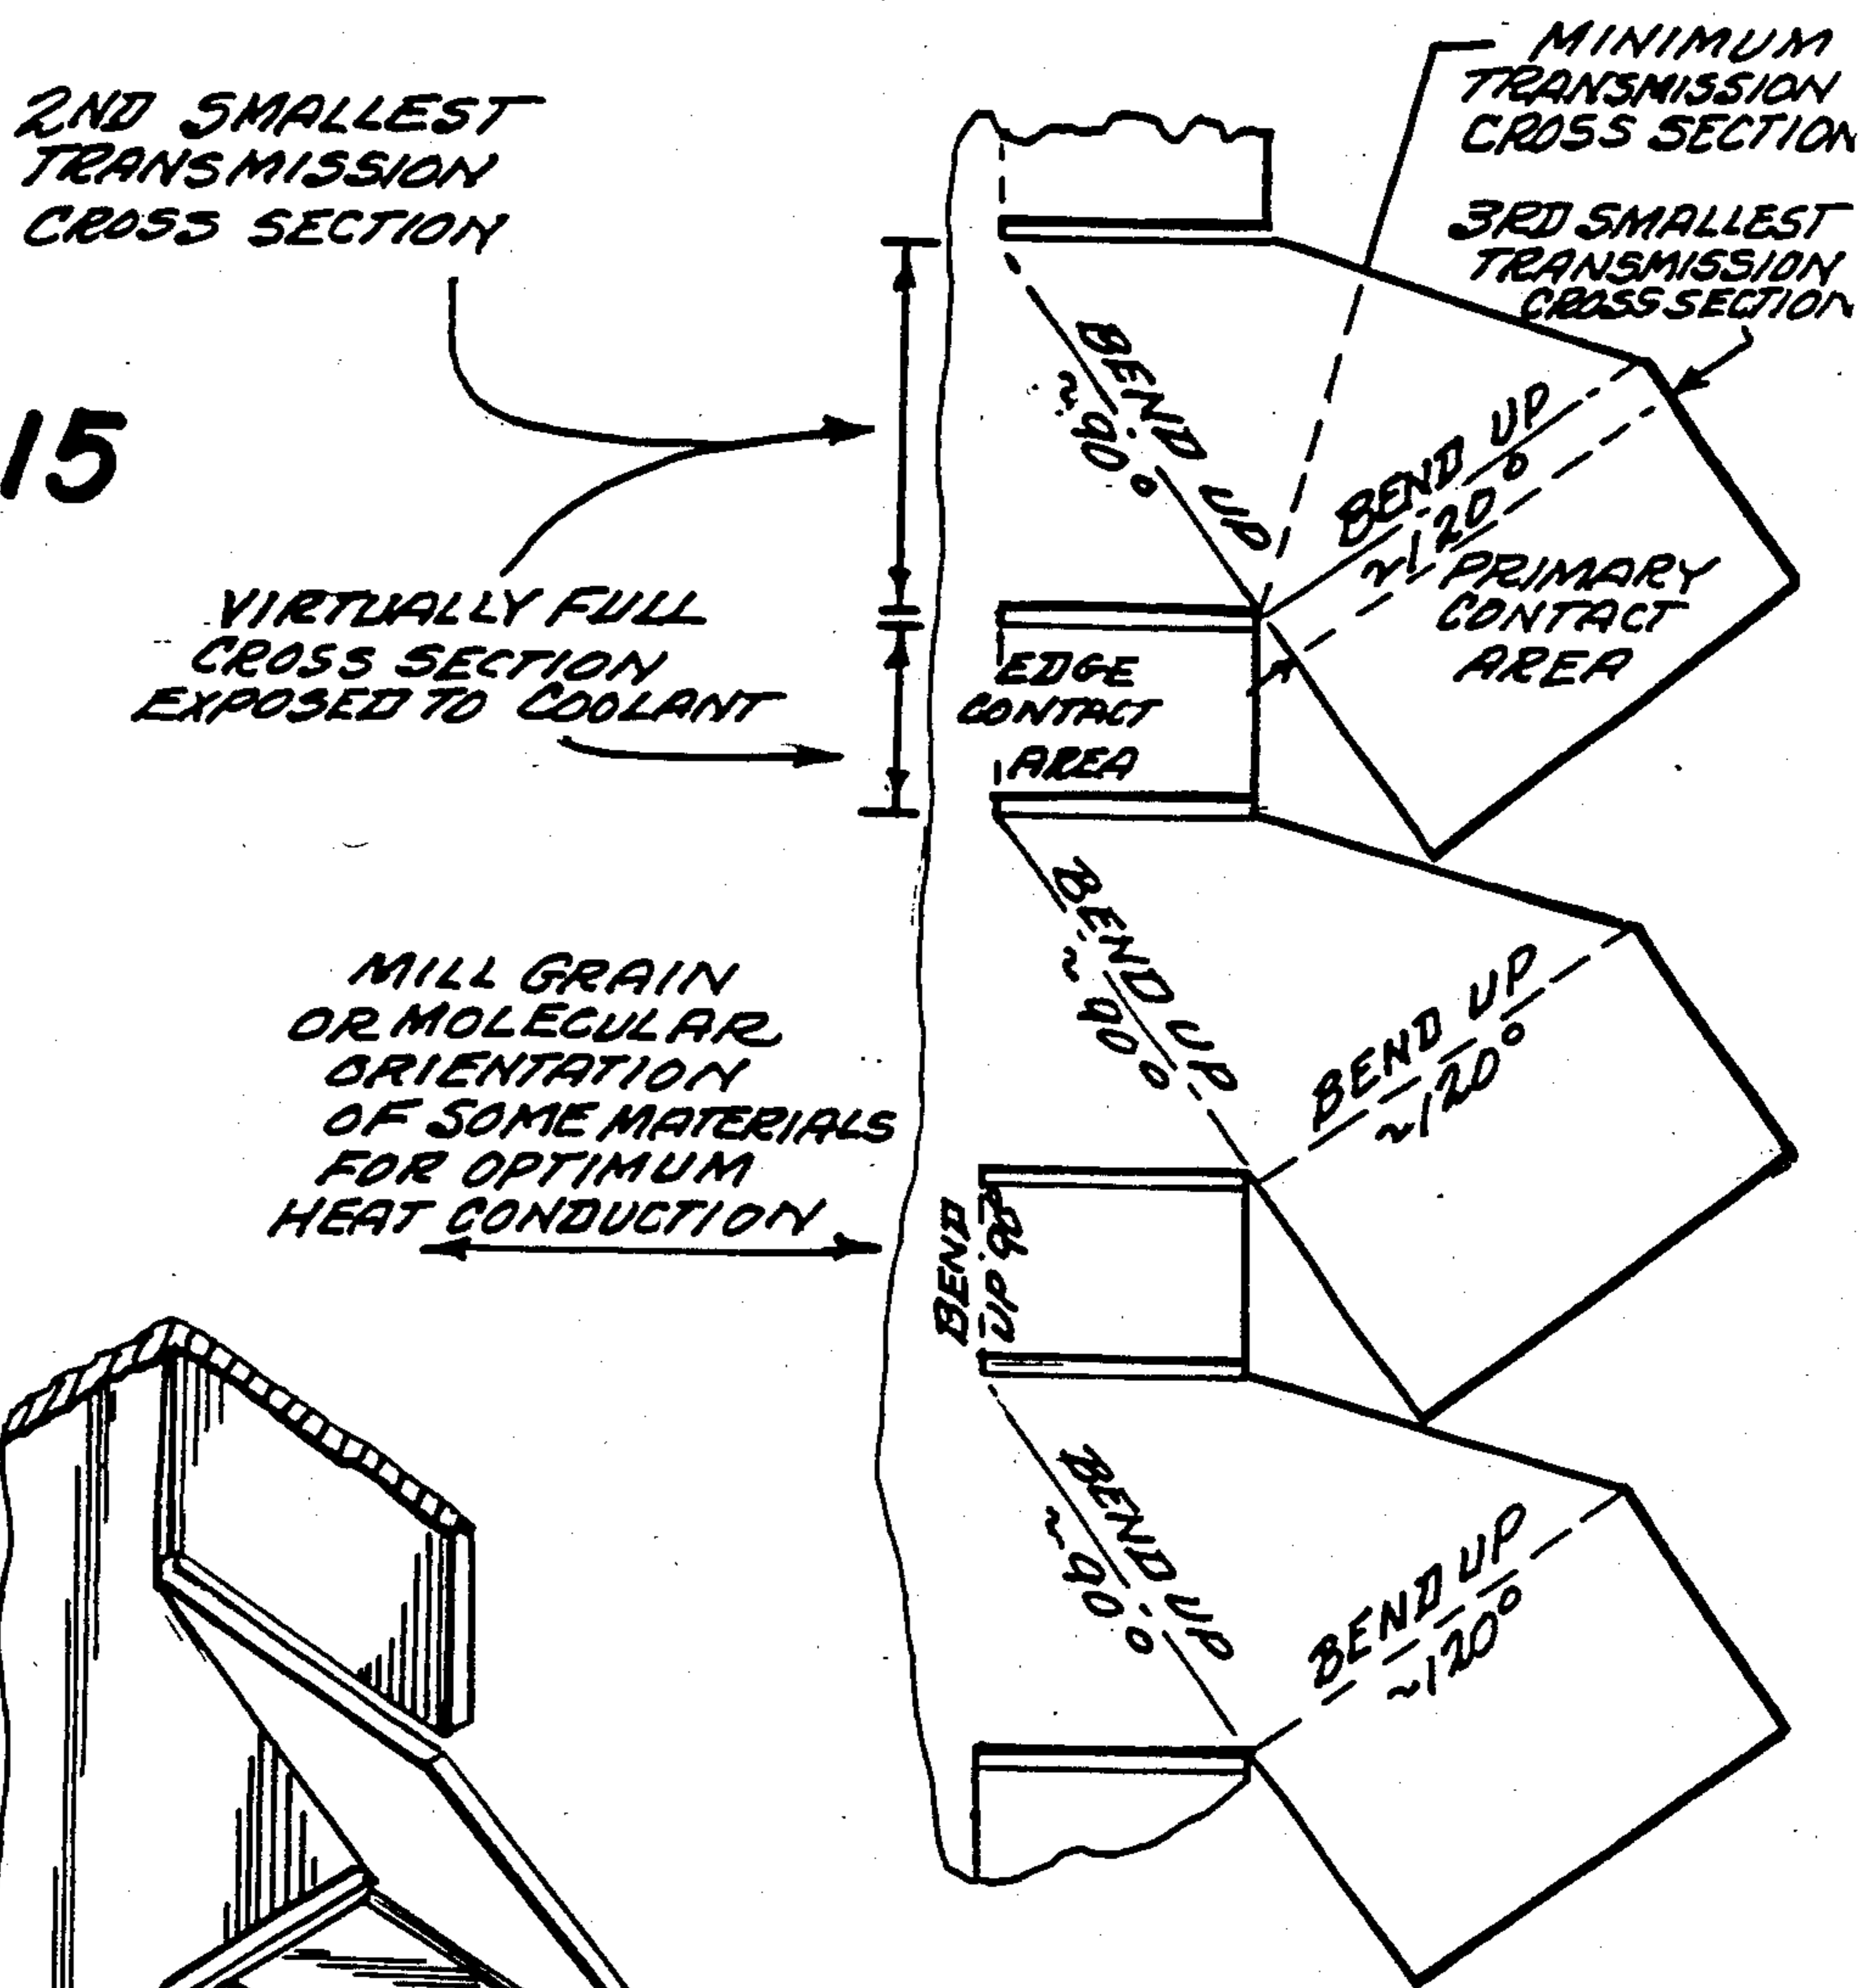 2ND SMALLEST
TRANSMISSION
CROSS SECTION
MINIMUM
TRANSMISSION
CROSS SECTION
3RD SMALLEST
TRANSMISSION
CROSS SECTION
15
BEND UP
~90°
BEND UP
~120°
PRIMARY
CONTACT
AREA
VIRTUALLY FULL
CROSS SECTION
EXPOSED TO COOLANT
EDGE
CONTACT
AREA
BEND UP
~90°
BEND UP
~120°
MILL GRAIN
OR MOLECULAR
ORIENTATION
OF SOME MATERIALS
FOR OPTIMUM
HEAT CONDUCTION
BEND
UP 90
BEND UP
~90°
BEND UP
~120°